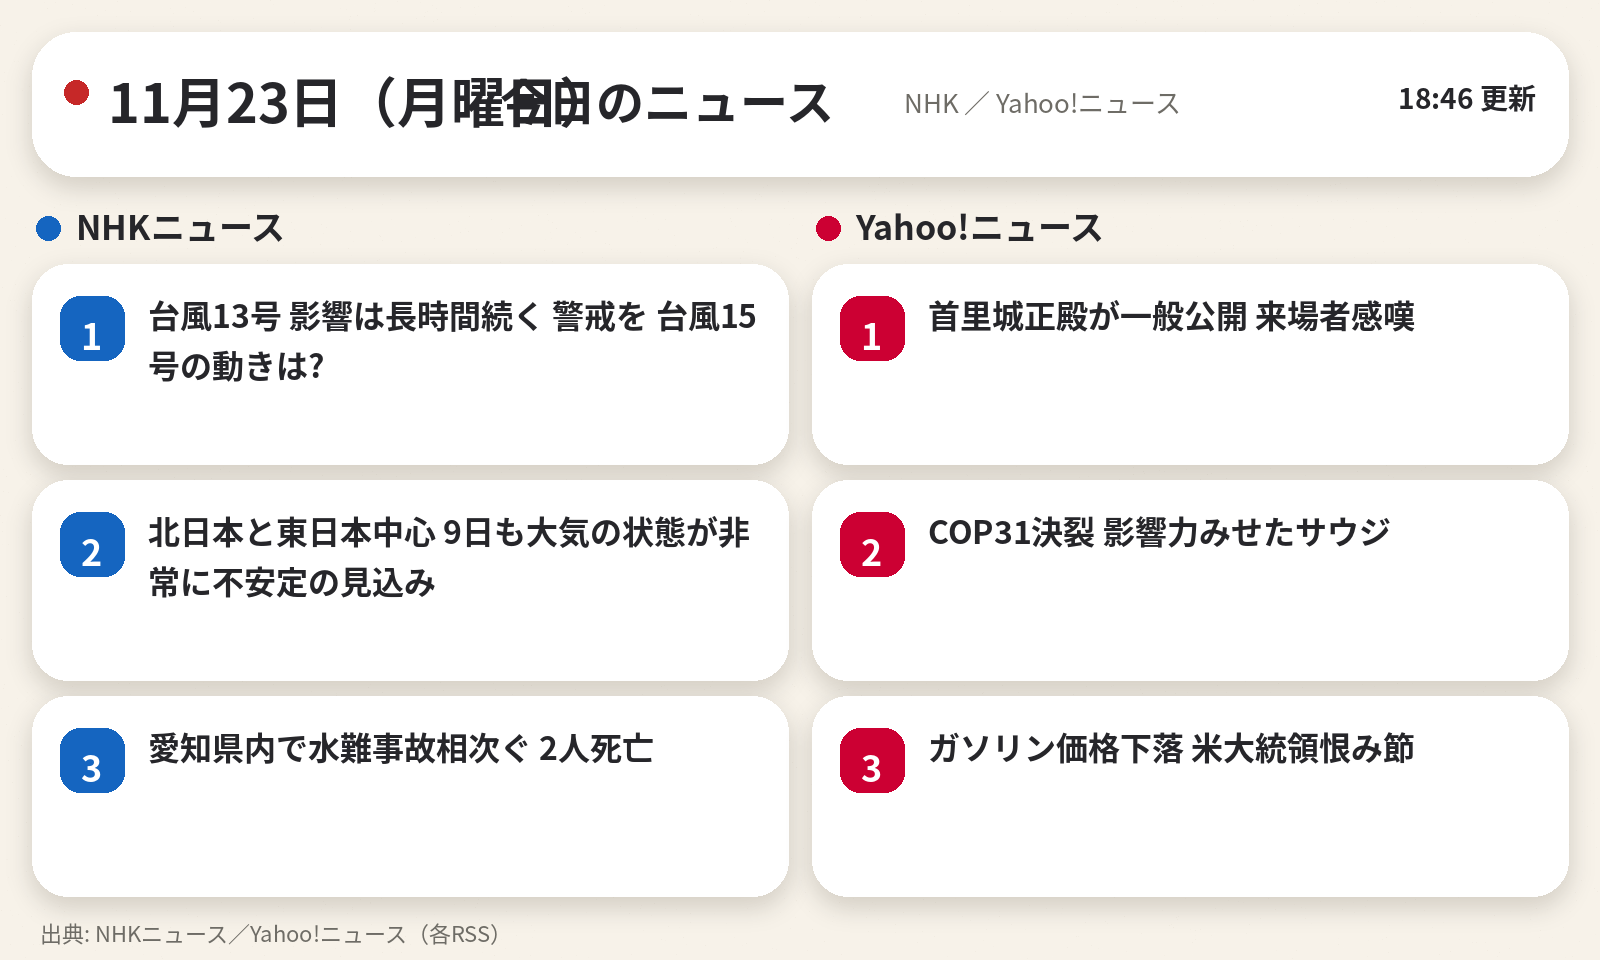 11月23日（月曜日）今日のニュース
NHK ／ Yahoo!ニュース
18:46 更新
NHKニュース
1
台風13号 影響は長時間続く 警戒を 台風15
号の動きは?
2
北日本と東日本中心 9日も大気の状態が非
常に不安定の見込み
3
愛知県内で水難事故相次ぐ 2人死亡
Yahoo!ニュース
1
首里城正殿が一般公開 来場者感嘆
2
COP31決裂 影響力みせたサウジ
3
ガソリン価格下落 米大統領恨み節
出典: NHKニュース／Yahoo!ニュース（各RSS）